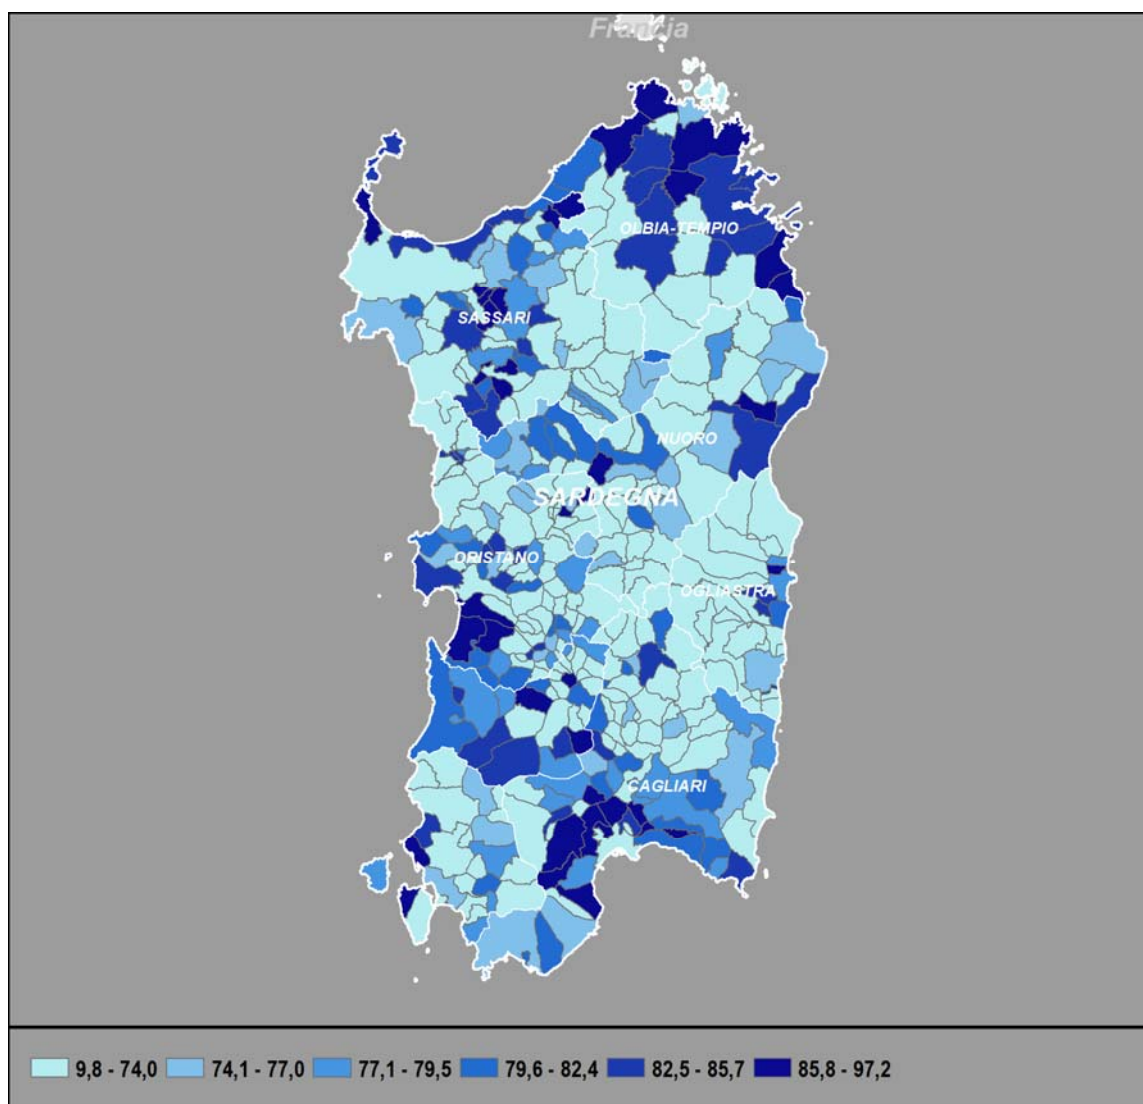 Francia
OLBIA-TEMPIO
SASSARI
NUORO
SARDEGNA
ORISTANO
OGLIASTRA
CAGLIARI
9,8 - 74,0 74,1 - 77,0 77,1 - 79,5 79,6 - 82,4 82,5 - 85,7 85,8 - 97,2